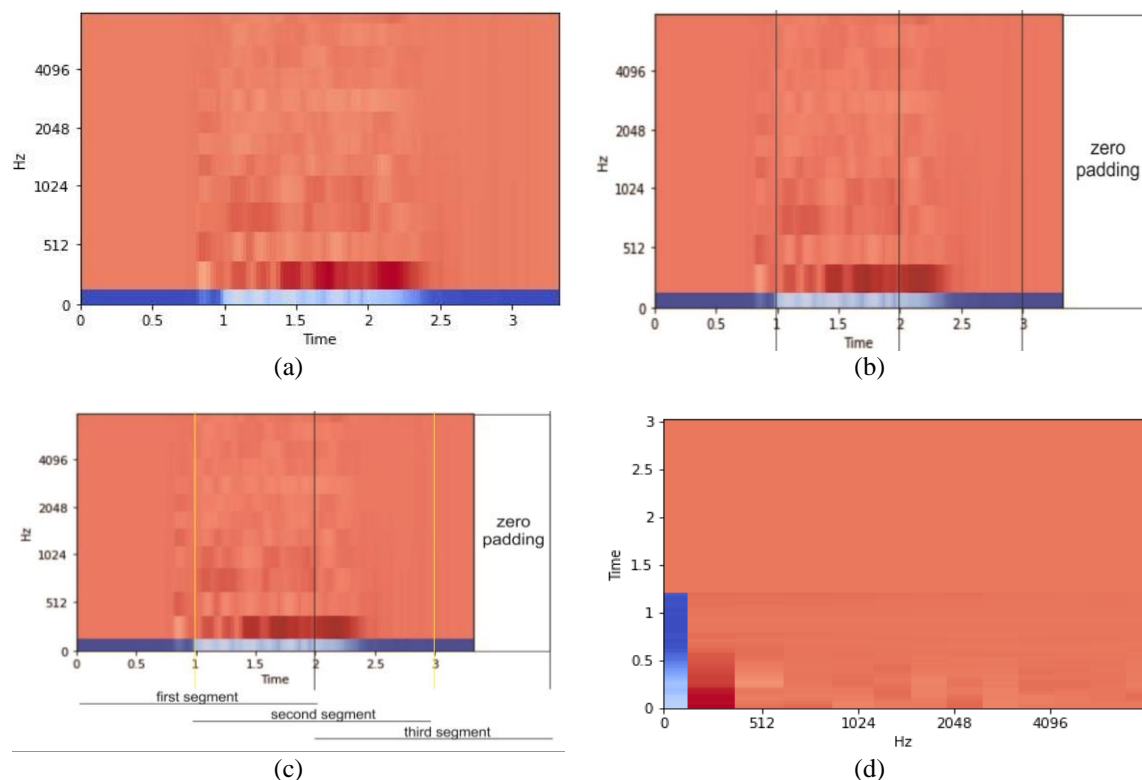 4096
2048
1024
512
0
Hz
0 0.5 1 1.5 2 2.5 3
Time
(a)
4096
2048
1024
512
0
Hz
0 0.5 1 1.5 2 2.5 3
Time
zero
padding
(b)
4096
2048
1024
512
0
Hz
0 0.5 1 1.5 2 2.5 3
Time
zero
padding
first segment
second segment
third segment
(c)
3
2.5
2
1.5
1
0.5
0
Time
0 512 1024 2048 4096
Hz
(d)